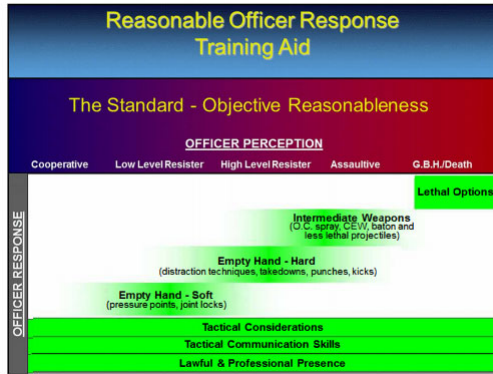 Reasonable Officer Response
Training Aid
The Standard - Objective Reasonableness
OFFICER PERCEPTION
Cooperative Low Level Resister High Level Resister Assaultive G.B.H./Death
OFFICER RESPONSE
Lethal Options
Intermediate Weapons
(O.C. spray, CEW, baton and
less lethal projectiles)
Empty Hand - Hard
(distraction techniques, takedowns, punches, kicks)
Empty Hand - Soft
(pressure points, joint locks)
Tactical Considerations
Tactical Communication Skills
Lawful & Professional Presence